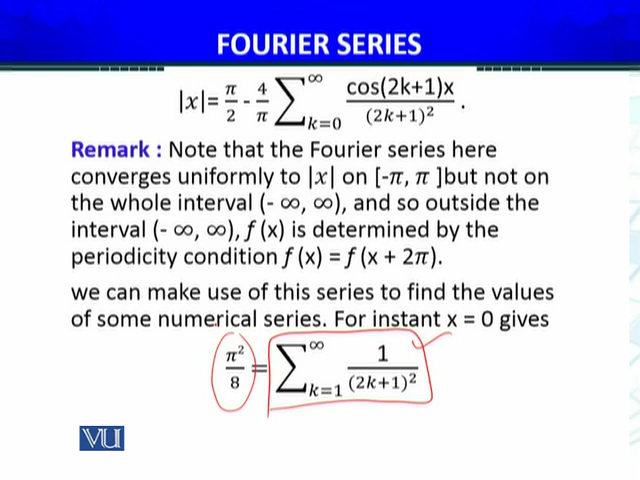 FOURIER SERIES
|x|= π/2 - 4/π ∑_{k=0}^{∞} cos(2k+1)x/(2k+1)² .
Remark : Note that the Fourier series here
converges uniformly to |x| on [-π, π ]but not on
the whole interval (- ∞, ∞), and so outside the
interval (- ∞, ∞), f (x) is determined by the
periodicity condition f (x) = f (x + 2π).
we can make use of this series to find the values
of some numerical series. For instant x = 0 gives
π²/8 = ∑_{k=1}^{∞} 1/(2k+1)²
VU